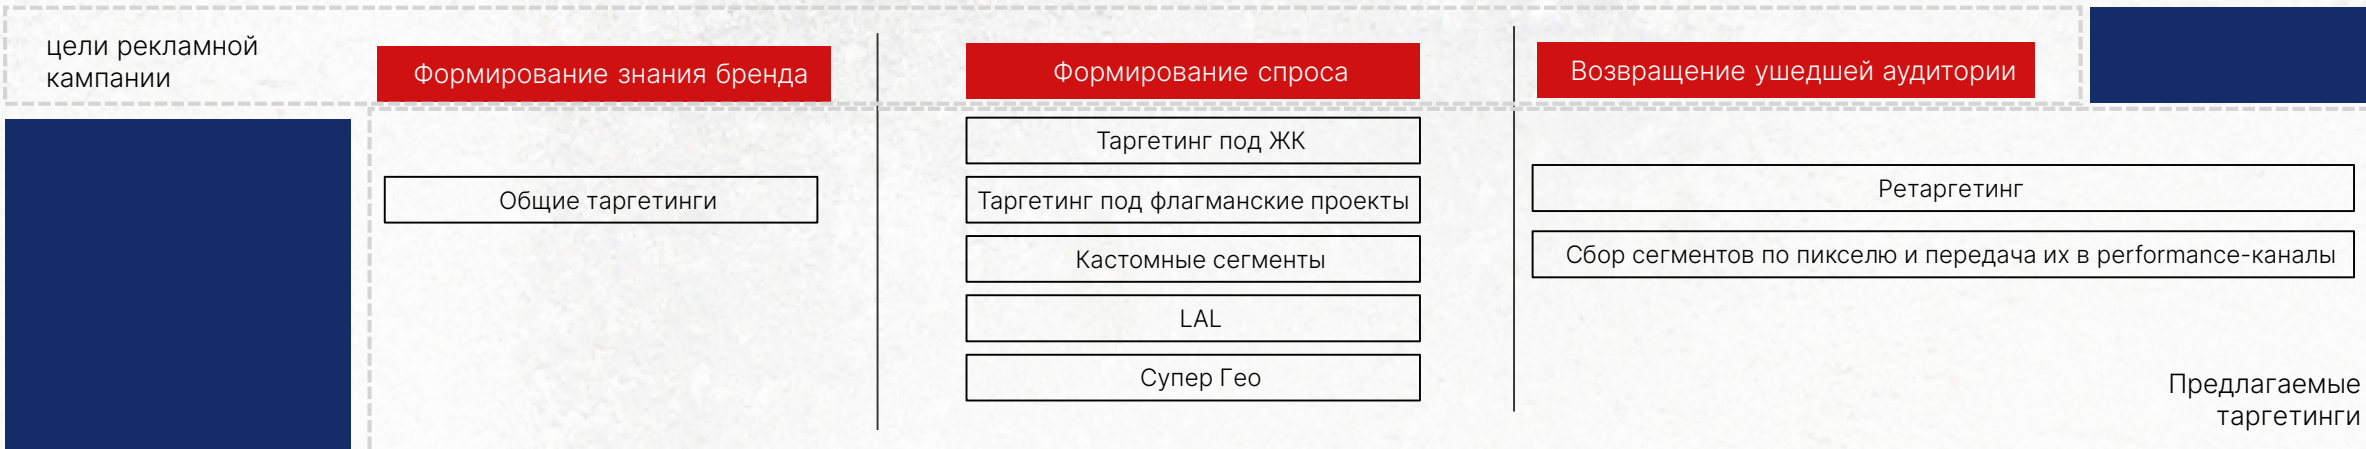 цели рекламной
кампании
Формирование знания бренда
Формирование спроса
Возвращение ушедшей аудитории
Общие таргетинги
Таргетинг под ЖК
Таргетинг под флагманские проекты
Кастомные сегменты
LAL
Супер Гео
Ретаргетинг
Сбор сегментов по пикселю и передача их в performance-каналы
Предлагаемые
таргетинги